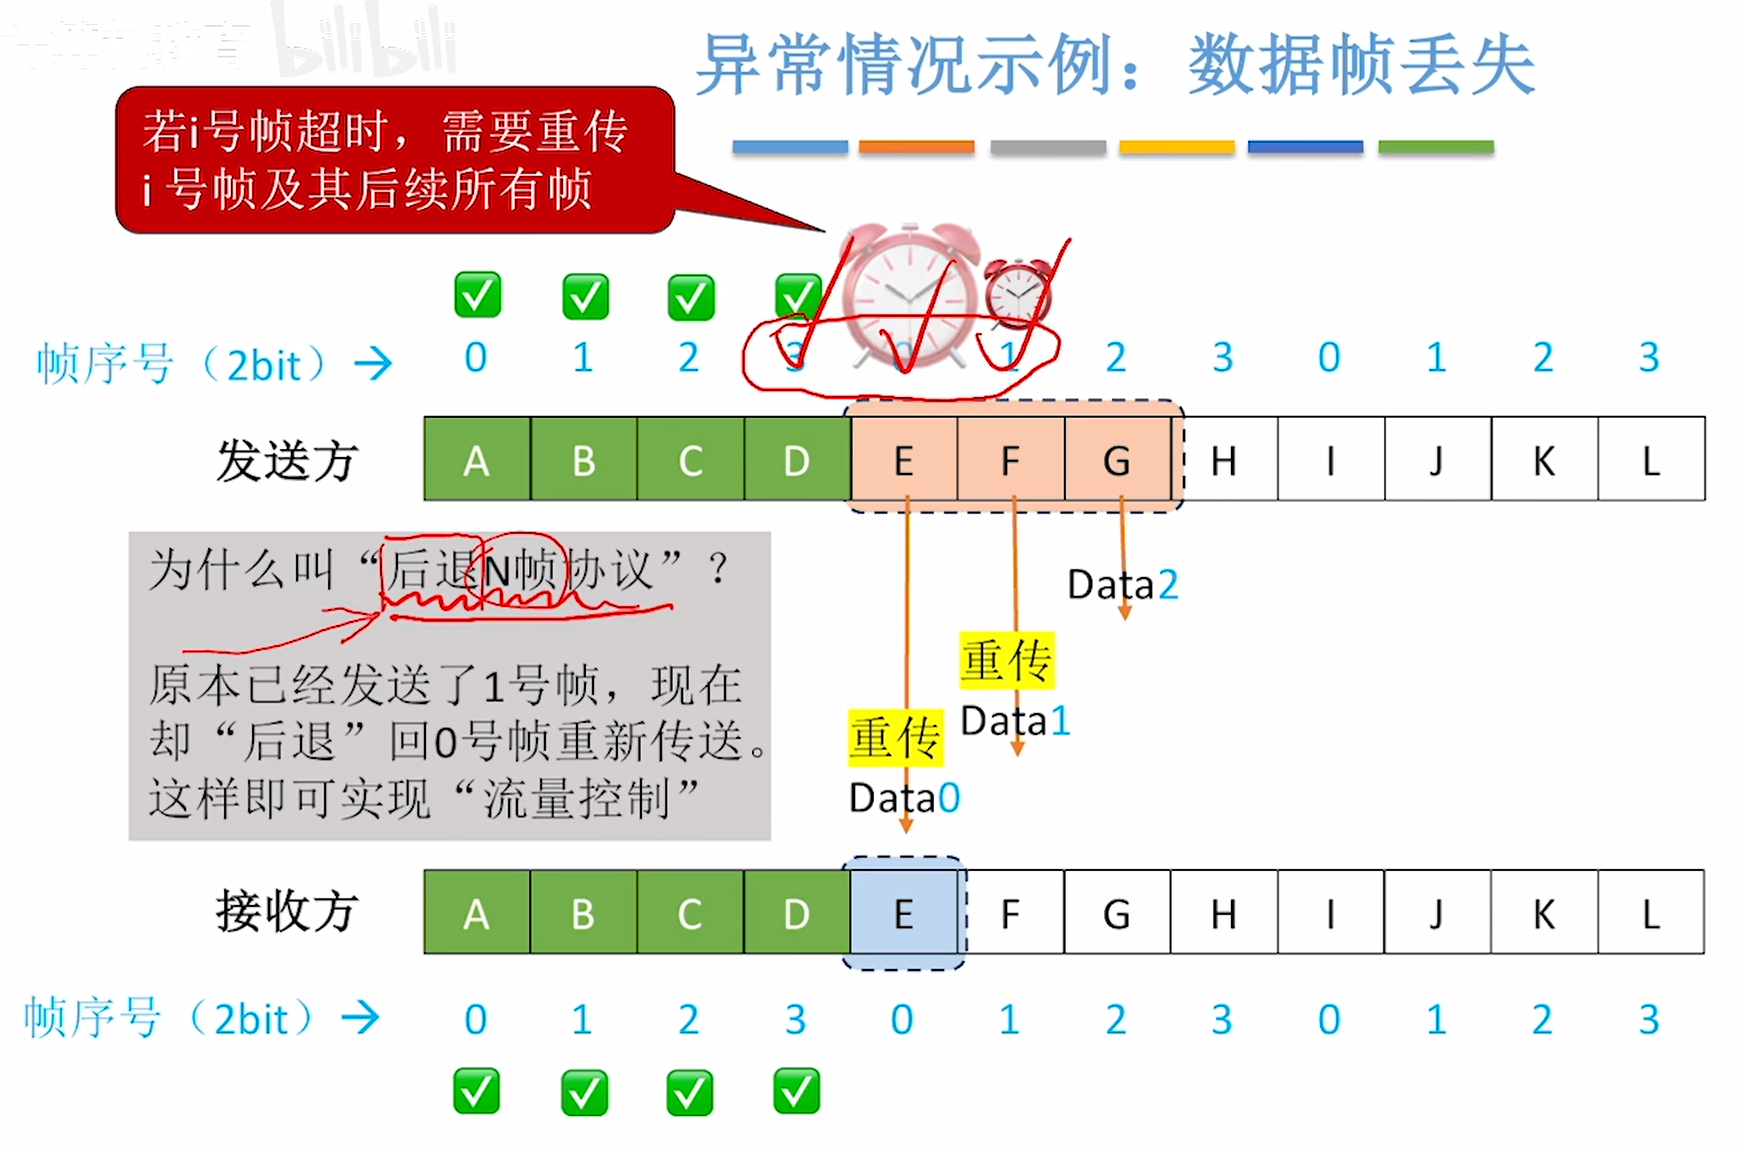 bilibili
异常情况示例：数据帧丢失
若i号帧超时，需要重传
i 号帧及其后续所有帧
帧序号（2bit）→ 0 1 2 3 1 2 3 0 1 2 3
发送方 A B C D E F G H I J K L
为什么叫“后退N帧协议”？
原本已经发送了1号帧，现在
却“后退”回0号帧重新传送。
这样即可实现“流量控制”
Data2
重传
Data1
重传
Data0
接收方 A B C D E F G H I J K L
帧序号（2bit）→ 0 1 2 3 0 1 2 3 0 1 2 3